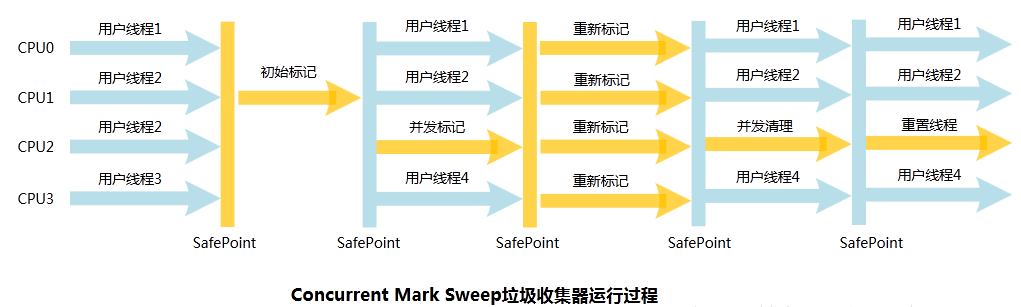 CPU0 用户线程1 用户线程1 重新标记 用户线程1 用户线程1
初始标记
CPU1 用户线程2 用户线程2 重新标记 用户线程2 用户线程2
CPU2 用户线程2 并发标记 重新标记 并发清理 重置线程
CPU3 用户线程3 用户线程4 重新标记 用户线程4 用户线程4
SafePoint SafePoint SafePoint SafePoint SafePoint
Concurrent Mark Sweep垃圾收集器运行过程